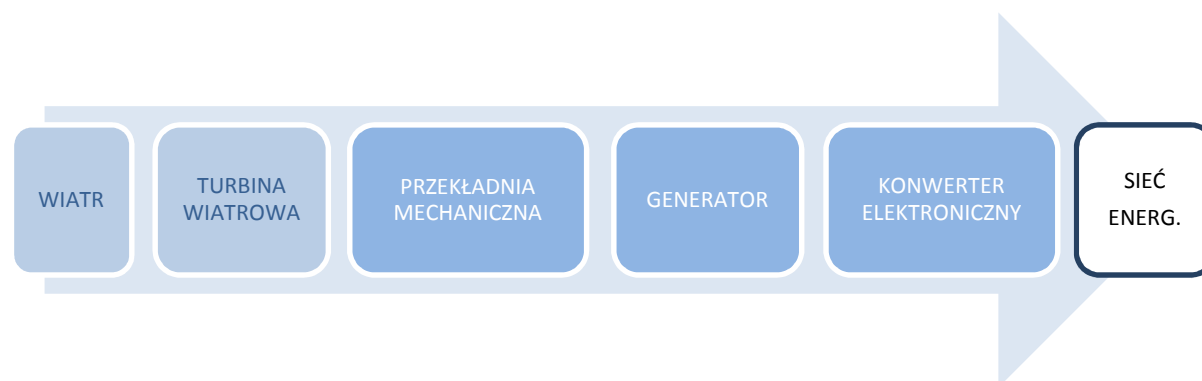 WIATR
TURBINA
WIATROWA
PRZEKŁADNIA
MECHANICZNA
GENERATOR
KONWERTER
ELEKTRONICZNY
SIEĆ
ENERG.